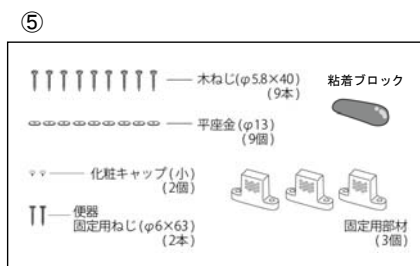 ⑤
木ねじ(φ5.8×40)
(9本)
粘着ブロック
平座金(φ13)
(9個)
化粧キャップ(小)
(2個)
便器
固定用ねじ(φ6×63)
(2本)
固定用部材
(3個)